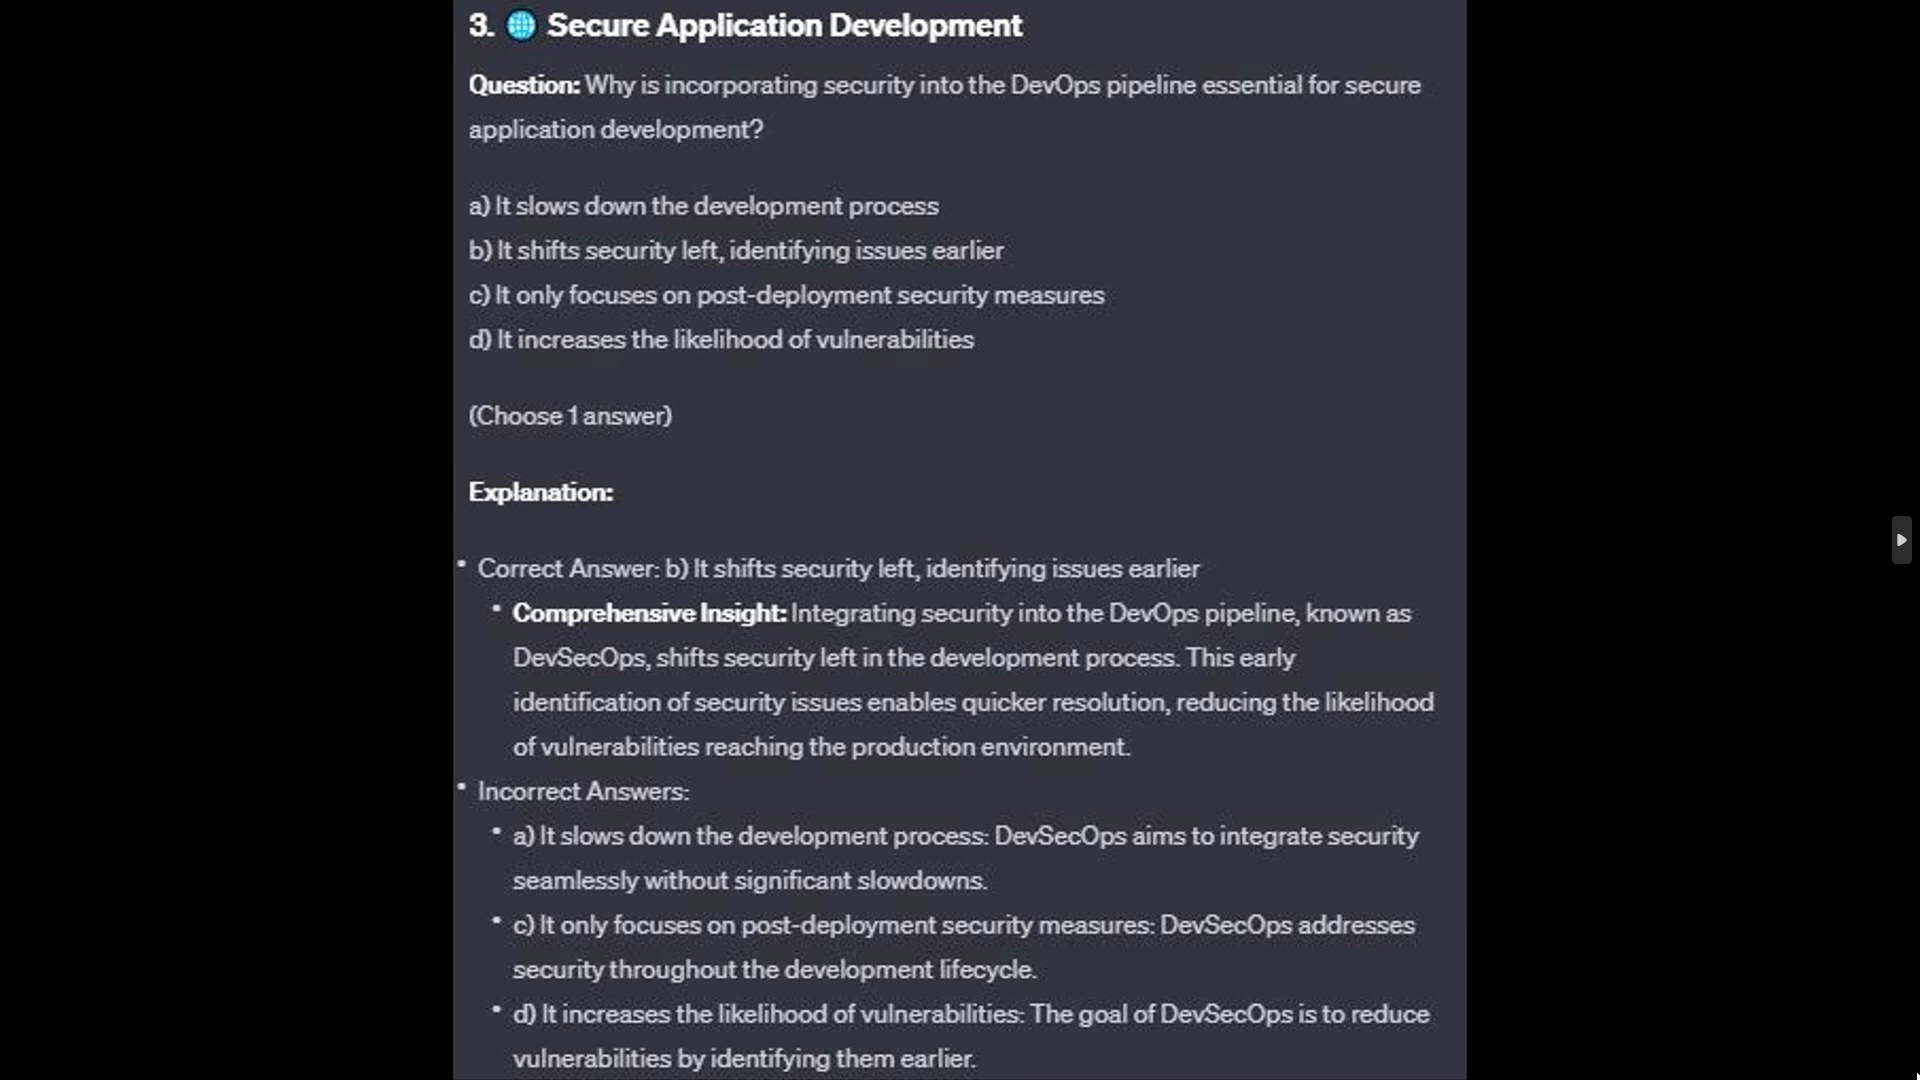 3. 🌐 Secure Application Development
Question: Why is incorporating security into the DevOps pipeline essential for secure
application development?
a) It slows down the development process
b) It shifts security left, identifying issues earlier
c) It only focuses on post-deployment security measures
d) It increases the likelihood of vulnerabilities
(Choose 1 answer)
Explanation:
• Correct Answer: b) It shifts security left, identifying issues earlier
• Comprehensive Insight: Integrating security into the DevOps pipeline, known as
DevSecOps, shifts security left in the development process. This early
identification of security issues enables quicker resolution, reducing the likelihood
of vulnerabilities reaching the production environment.
• Incorrect Answers:
• a) It slows down the development process: DevSecOps aims to integrate security
seamlessly without significant slowdowns.
• c) It only focuses on post-deployment security measures: DevSecOps addresses
security throughout the development lifecycle.
• d) It increases the likelihood of vulnerabilities: The goal of DevSecOps is to reduce
vulnerabilities by identifying them earlier.